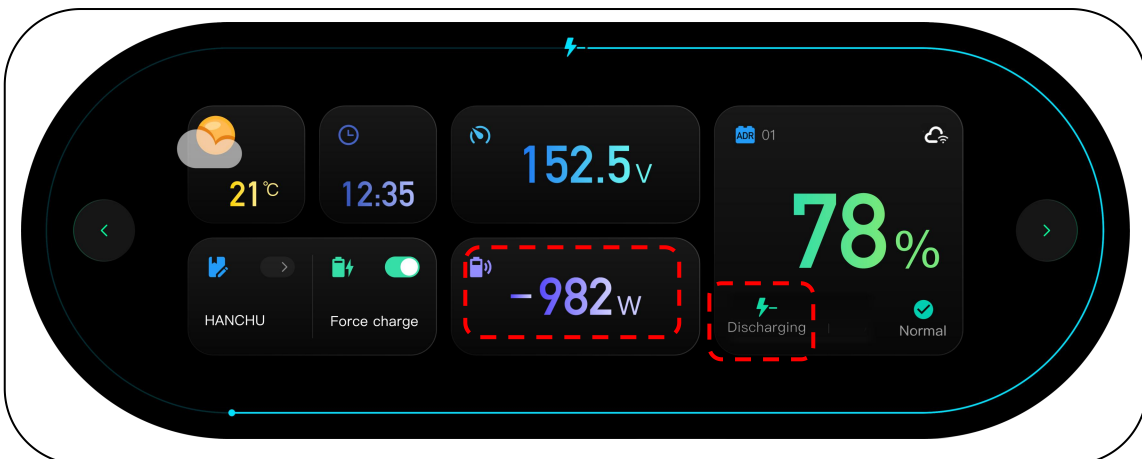 21℃
12:35
152.5V
ADR 01
78%
HANCHU
Force charge
-982W
Discharging
Normal